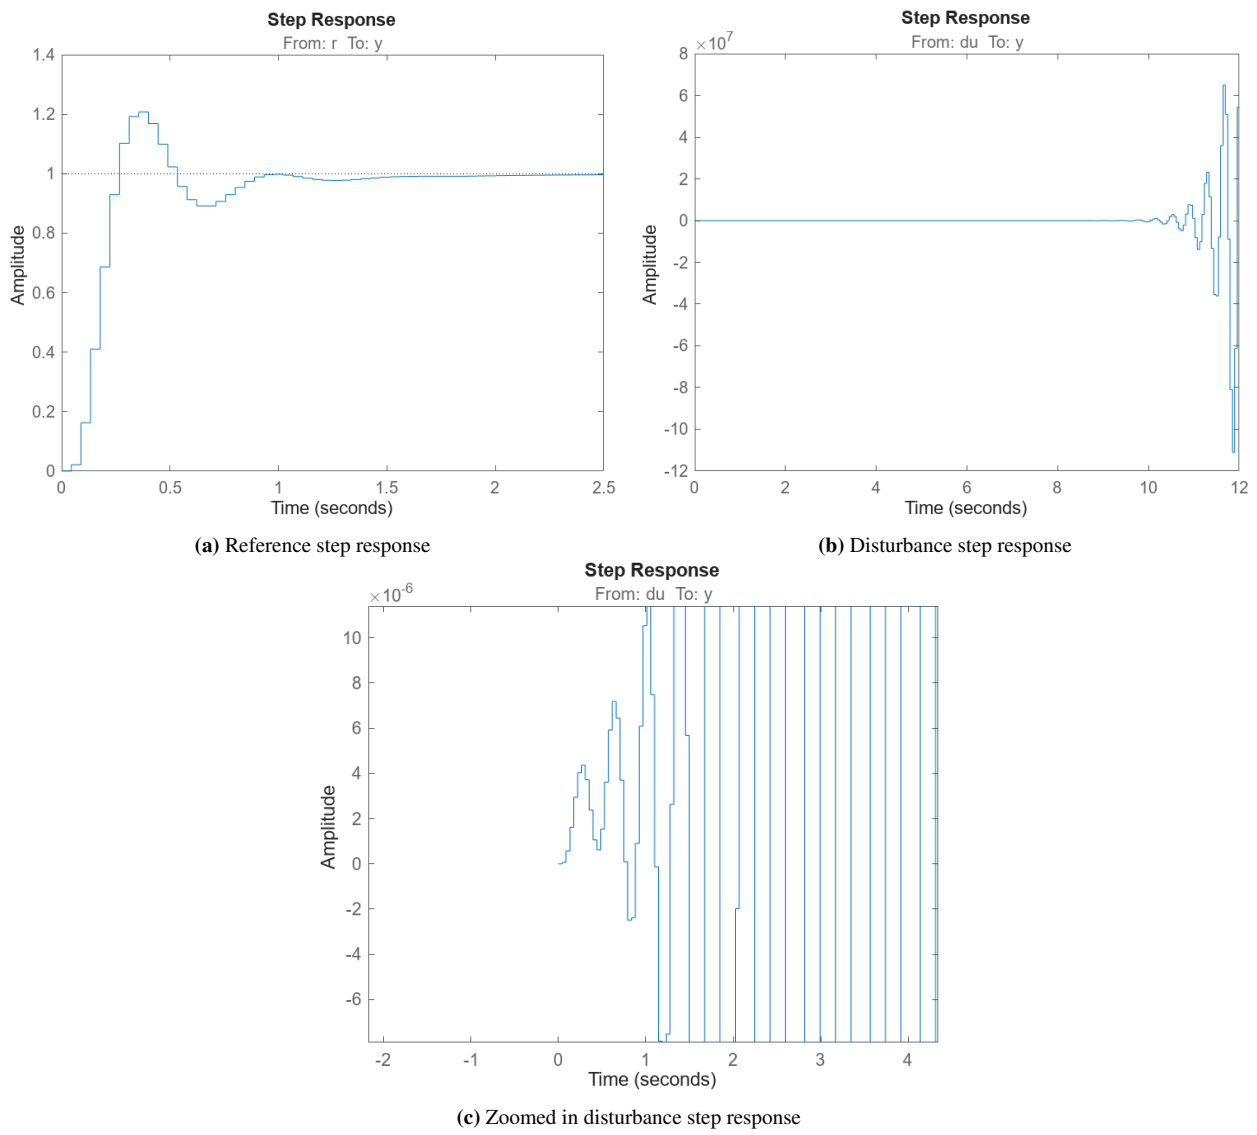 Step Response
From: r To: y
1.4
1.2
1
0.8
0.6
0.4
0.2
0
Amplitude
0 0.5 1 1.5 2 2.5
Time (seconds)
(a) Reference step response
Step Response
From: du To: y
×10^7
8
6
4
2
0
-2
-4
-6
-8
-10
-12
Amplitude
0 2 4 6 8 10 12
Time (seconds)
(b) Disturbance step response
Step Response
From: du To: y
×10^-6
10
8
6
4
2
0
-2
-4
-6
Amplitude
-2 -1 0 1 2 3 4
Time (seconds)
(c) Zoomed in disturbance step response